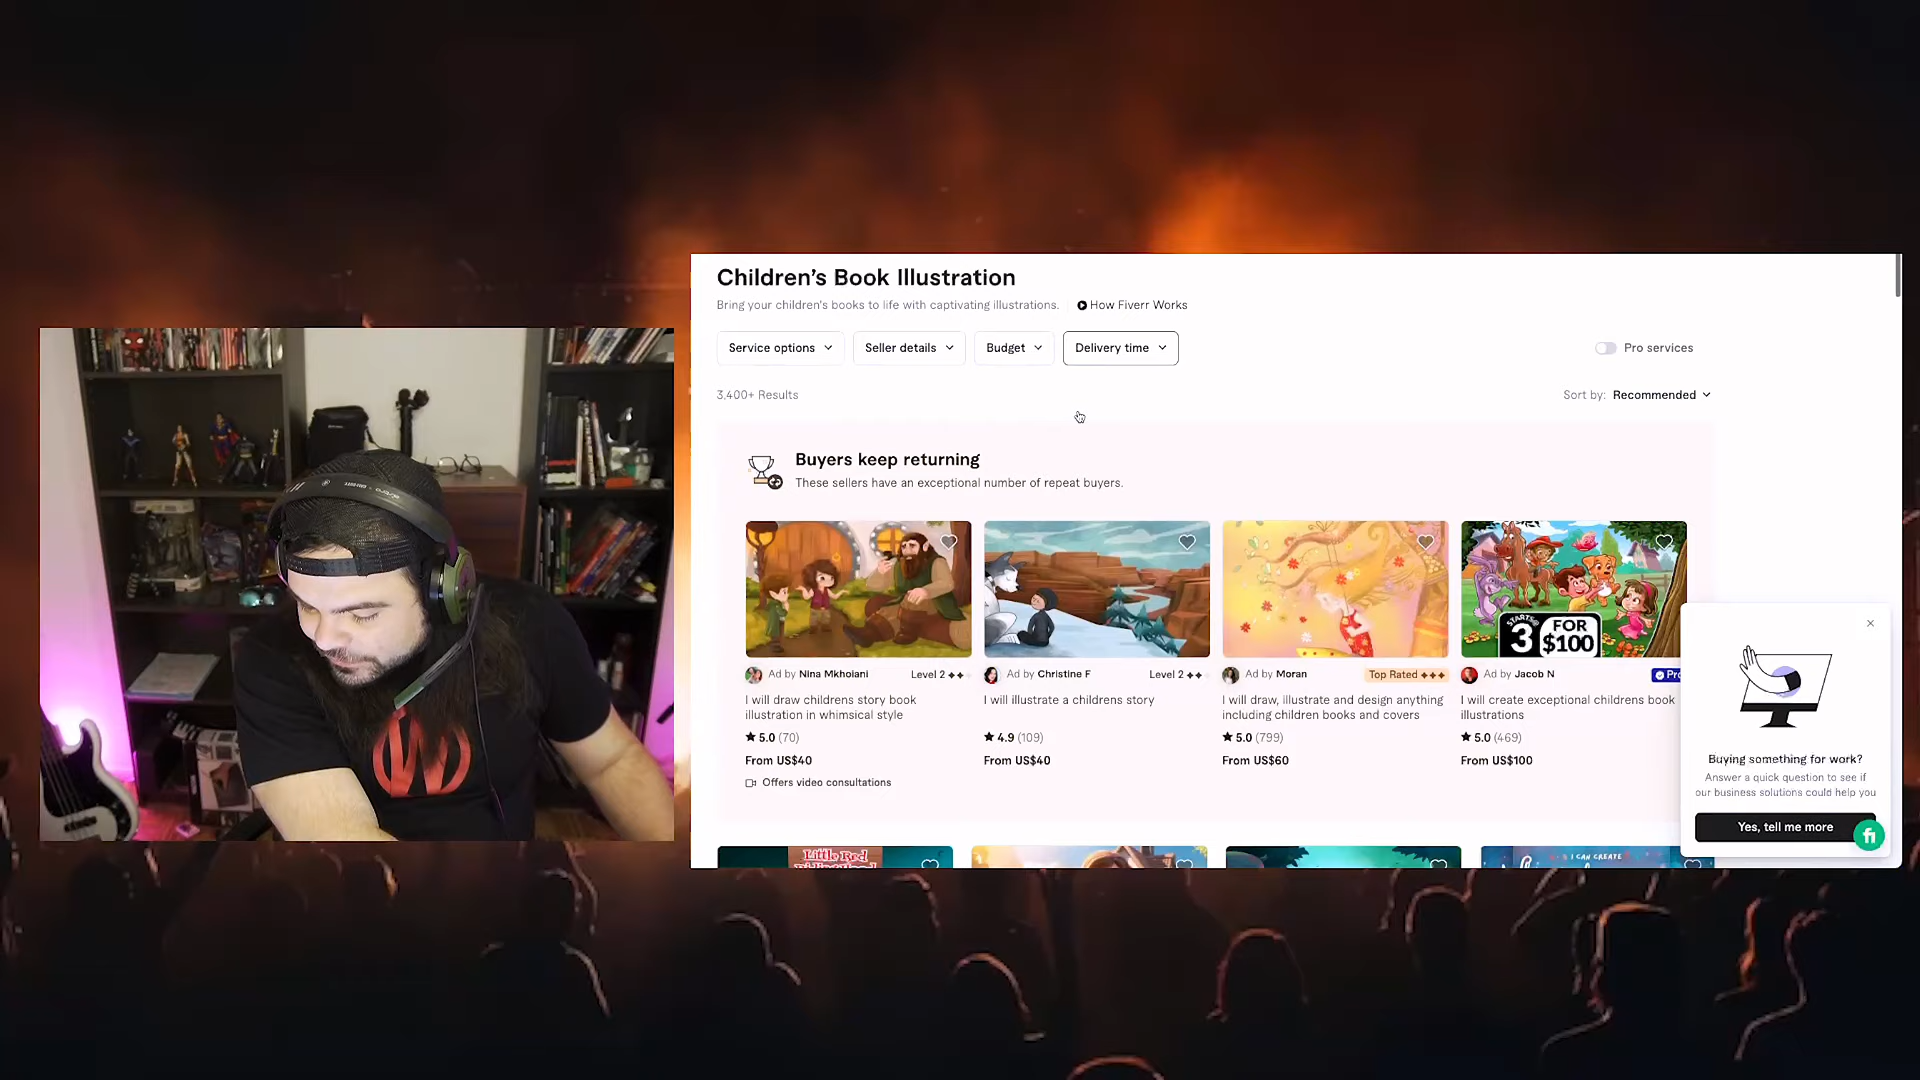 Children's Book Illustration
Bring your children's books to life with captivating illustrations.
How Fiverr Works
Service options
Seller details
Budget
Delivery time
Pro services
3,400+ Results
Sort by: Recommended
Buyers keep returning
These sellers have an exceptional number of repeat buyers.
STARTS
3 FOR $100
Ad by Nina Mkhoiani
Level 2
I will draw childrens story book
illustration in whimsical style
5.0 (70)
From US$40
Offers video consultations
Ad by Christine F
Level 2
I will illustrate a childrens story
4.9 (109)
From US$40
Ad by Moran
Top Rated
I will draw, illustrate and design anything
including children books and covers
5.0 (799)
From US$60
Ad by Jacob N
I will create exceptional childrens book
illustrations
5.0 (469)
From US$100
Buying something for work?
Answer a quick question to see if
our business solutions could help you
Yes, tell me more
fi
Little Red
I CAN CREATE